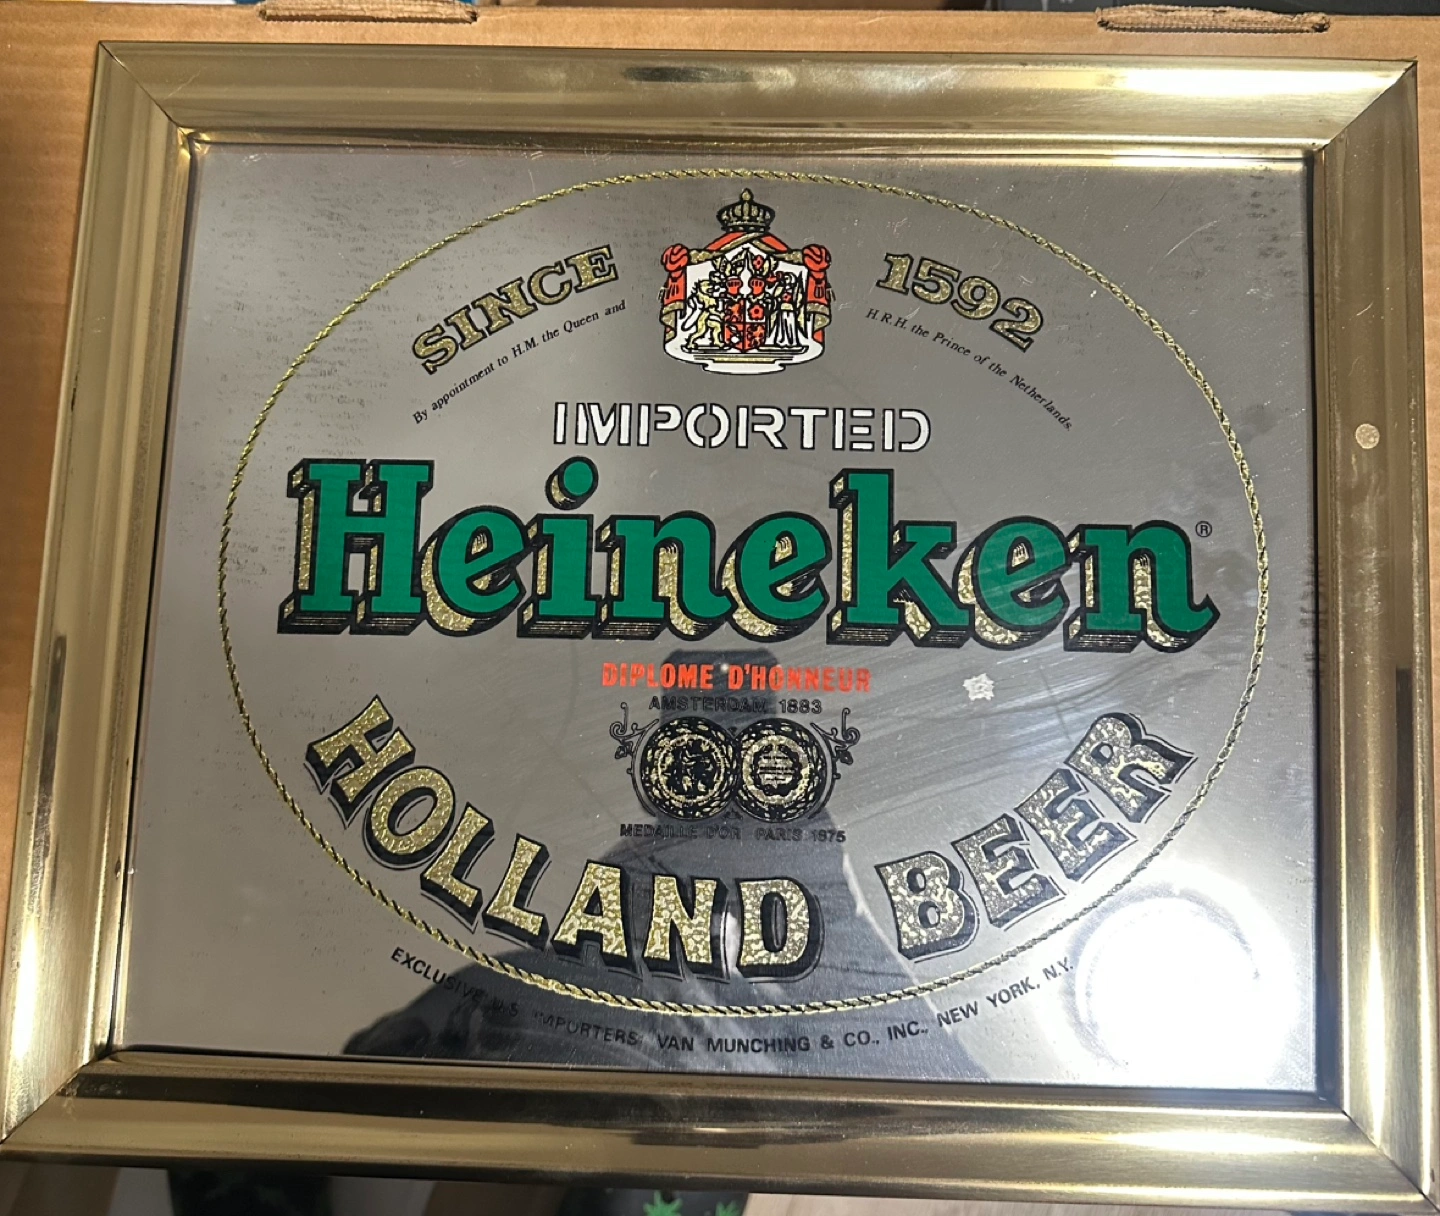 SINCE 1592
By appointment to H.M. the Queen and H.R.H. the Prince of the Netherlands.
IMPORTED
Heineken®
DIPLOME D'HONNEUR
AMSTERDAM 1883
MEDAILLE D'OR PARIS 1875
HOLLAND BEER
EXCLUSIVE U.S. IMPORTERS: VAN MUNCHING & CO., INC., NEW YORK, N.Y.